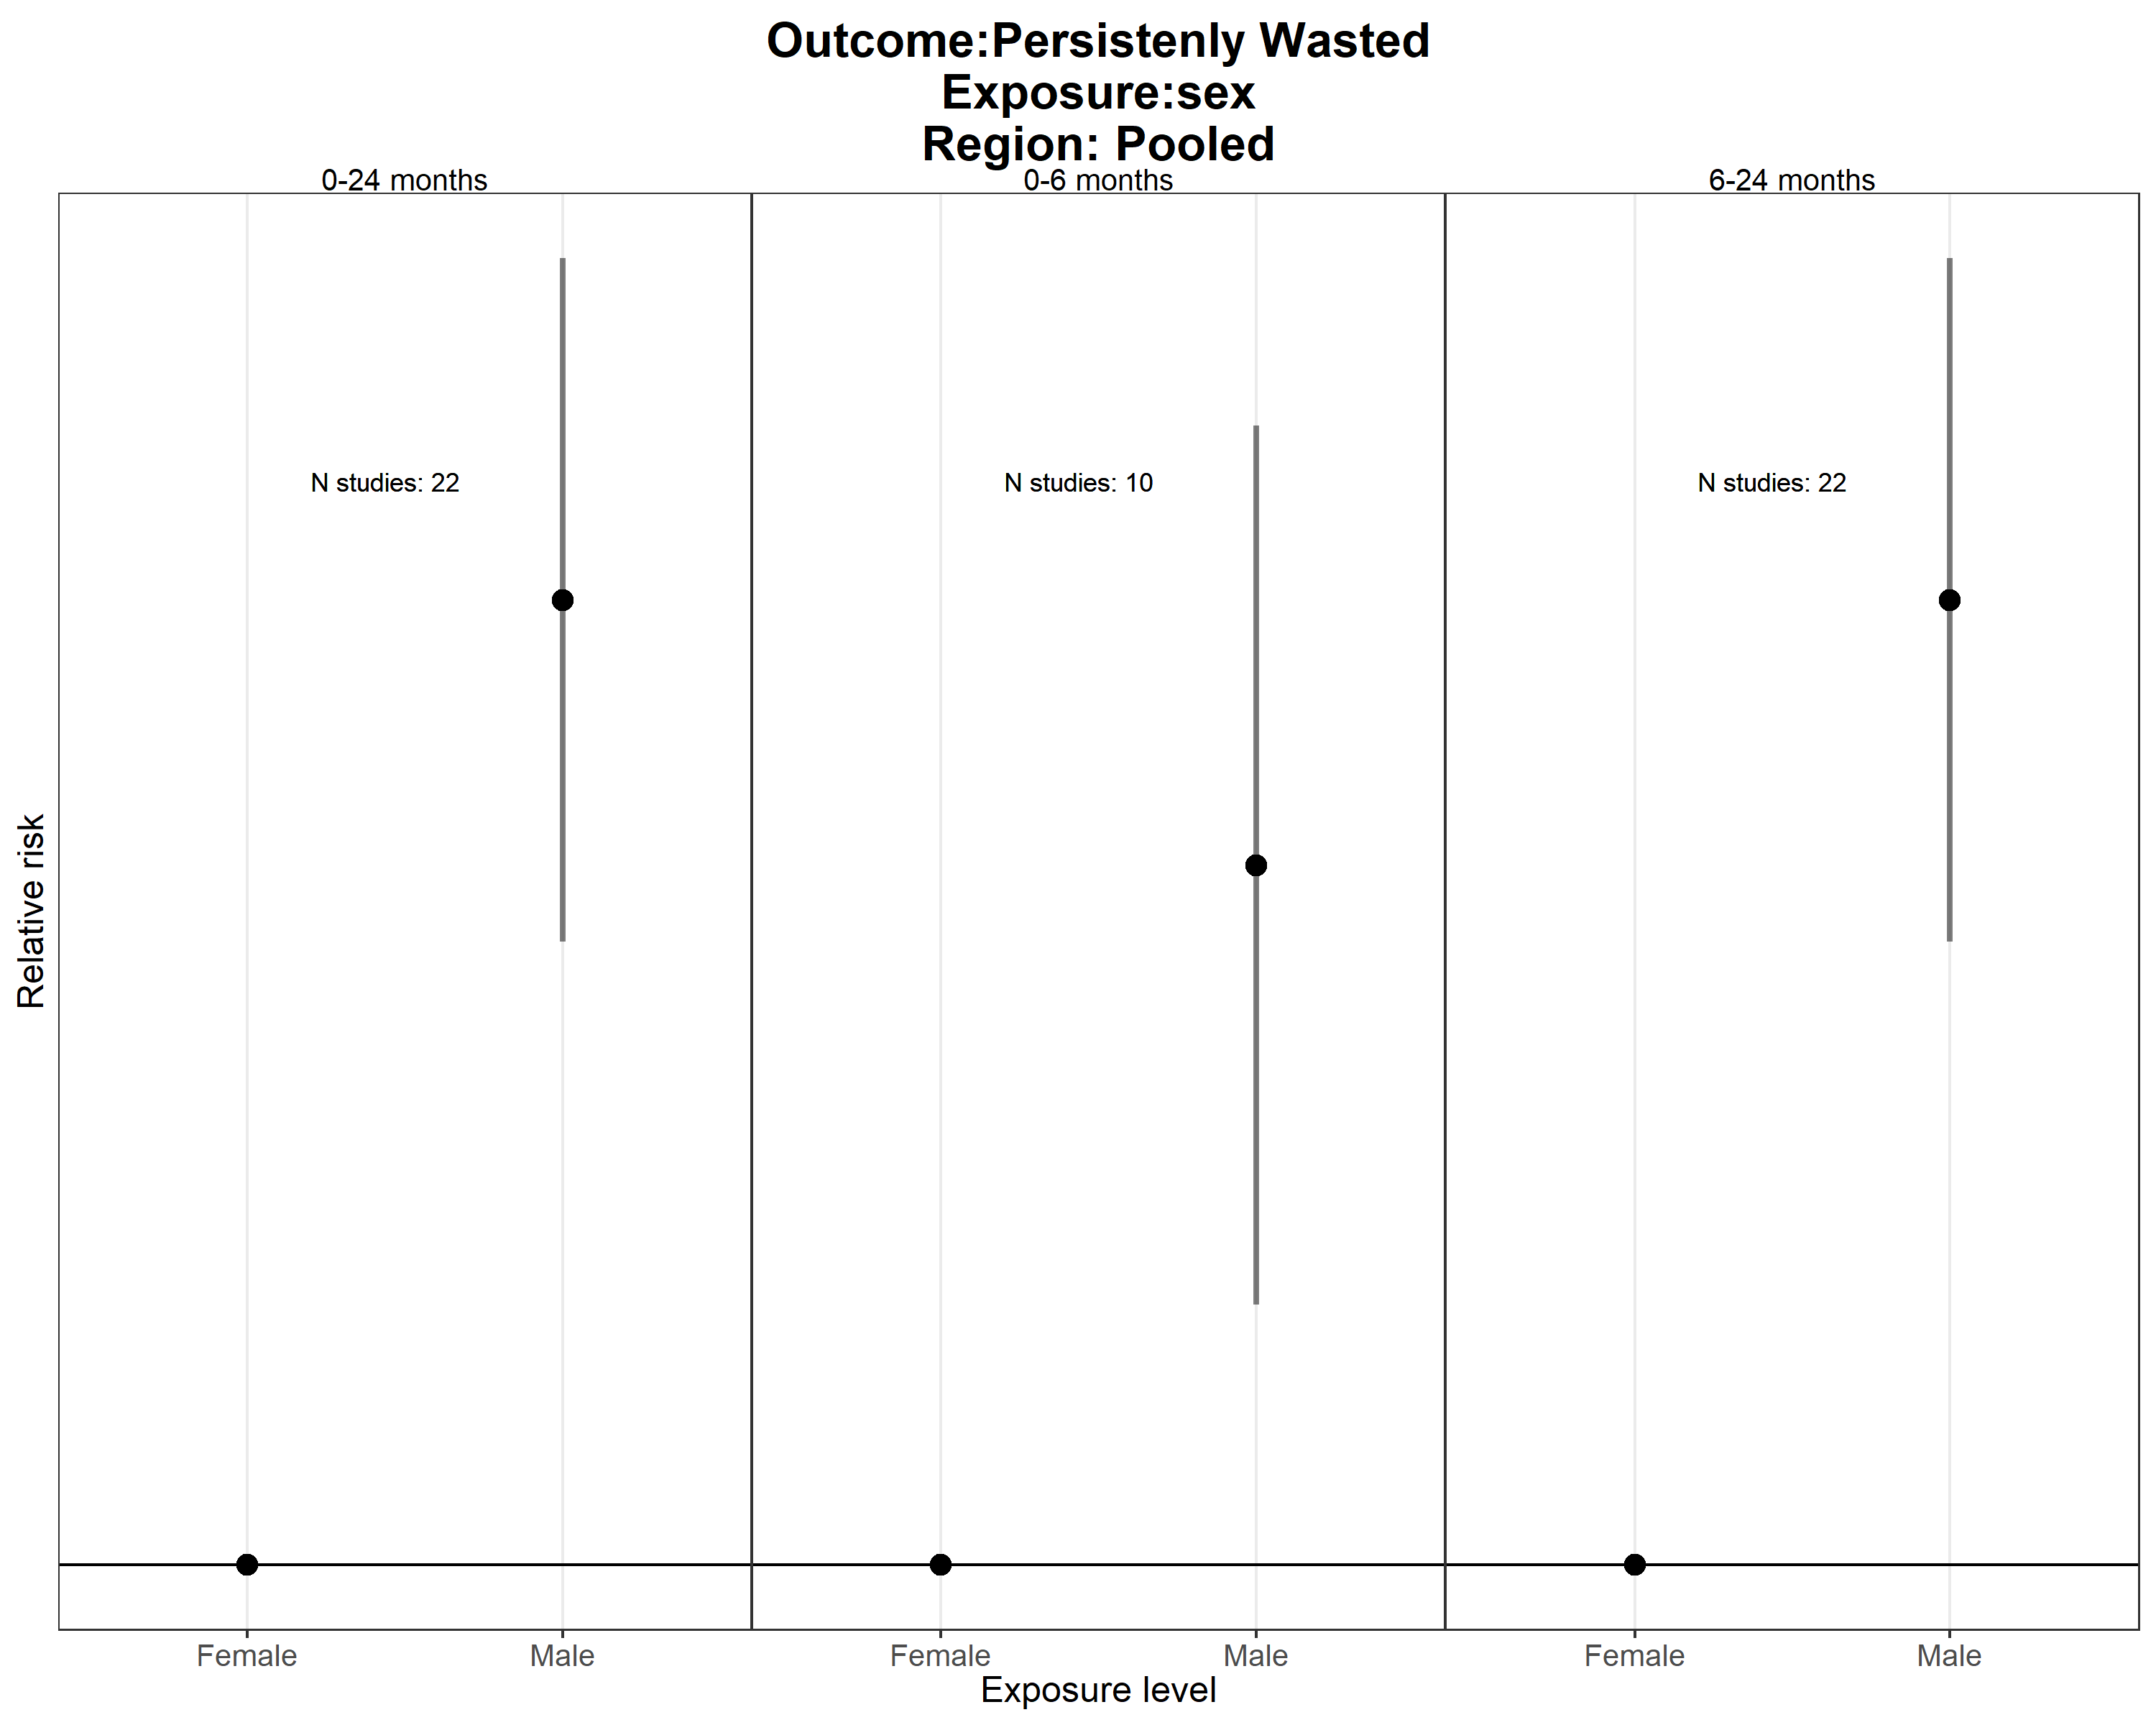 Outcome:Persistenly Wasted
Exposure:sex
Region: Pooled
0-24 months
0-6 months
6-24 months
N studies: 22
N studies: 10
N studies: 22
Relative risk
Female
Male
Female
Male
Female
Male
Exposure level